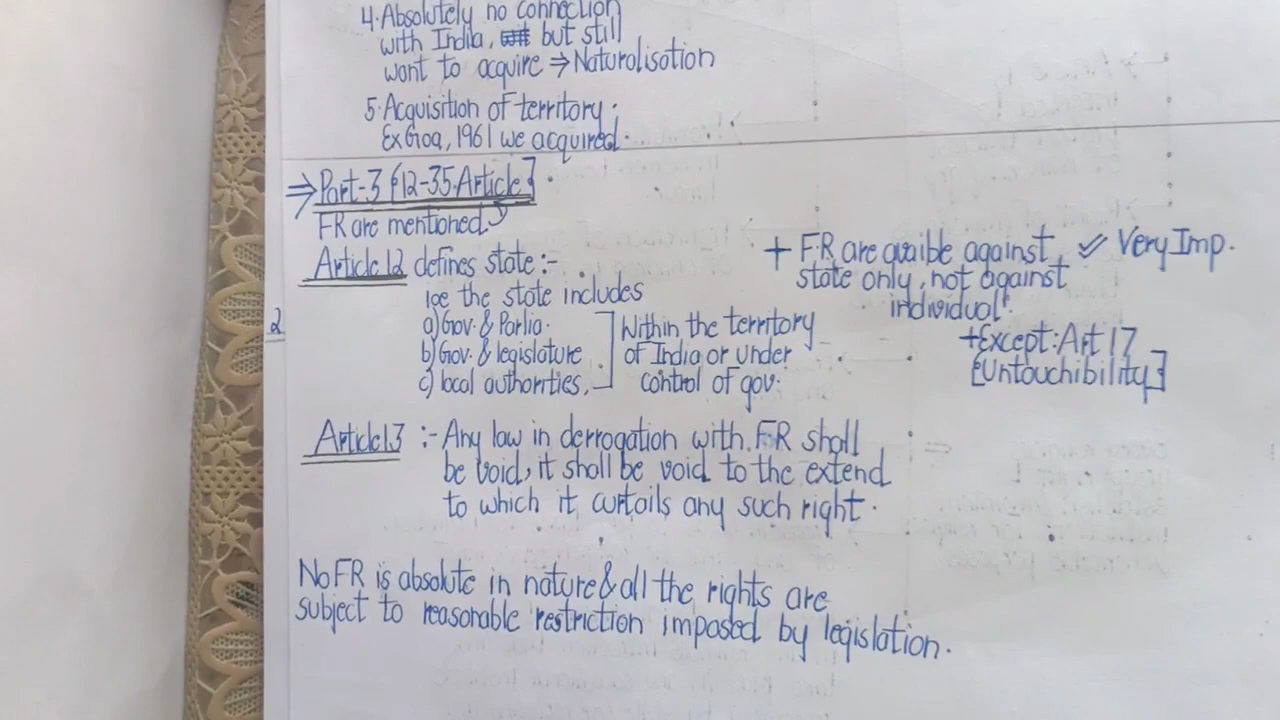 4. Absolutely no connection
with India, but still
want to acquire ⇒ Naturalisation
5. Acquisition of territory.
Ex Goa, 1961 we acquired.
⇒ Part-3 [12-35 Article]
FR are mentioned
Article 12 defines state :-
ige the state includes
a) Gov. & Parlia.
b) Gov. & legislature
c) local authorities,
Within the territory
of India or under
control of gov.
+ FR are avaible against
state only, not against
individual.
Very Imp.
+ Except: Art 17
[Untouchibility]
2
Article 13 :- Any law in derrogation with FR shall
be void, it shall be void to the extend
to which it curtails any such right.
No FR is absolute in nature & all the rights are
subject to reasonable restriction imposed by legislation.